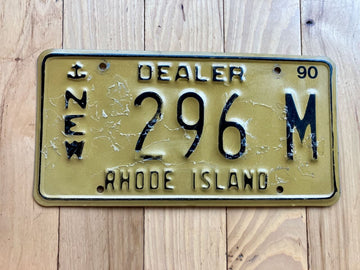 DEALER 90
NEW 296 M
RHODE ISLAND